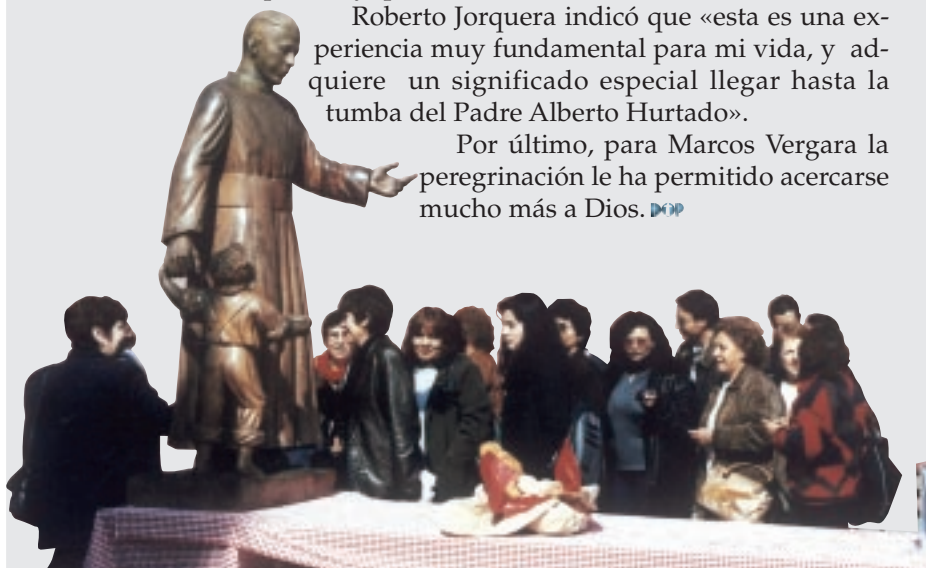 Roberto Jorquera indicó que «esta es una ex-
periencia muy fundamental para mi vida, y ad-
quiere un significado especial llegar hasta la
tumba del Padre Alberto Hurtado».
Por último, para Marcos Vergara la
peregrinación le ha permitido acercarse
mucho más a Dios. DOP